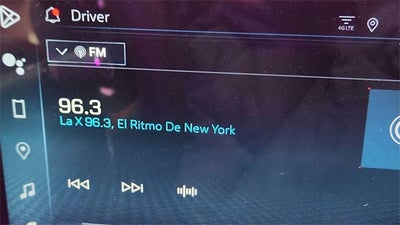 Driver
4G LTE
FM
96.3
La X 96.3, El Ritmo De New York